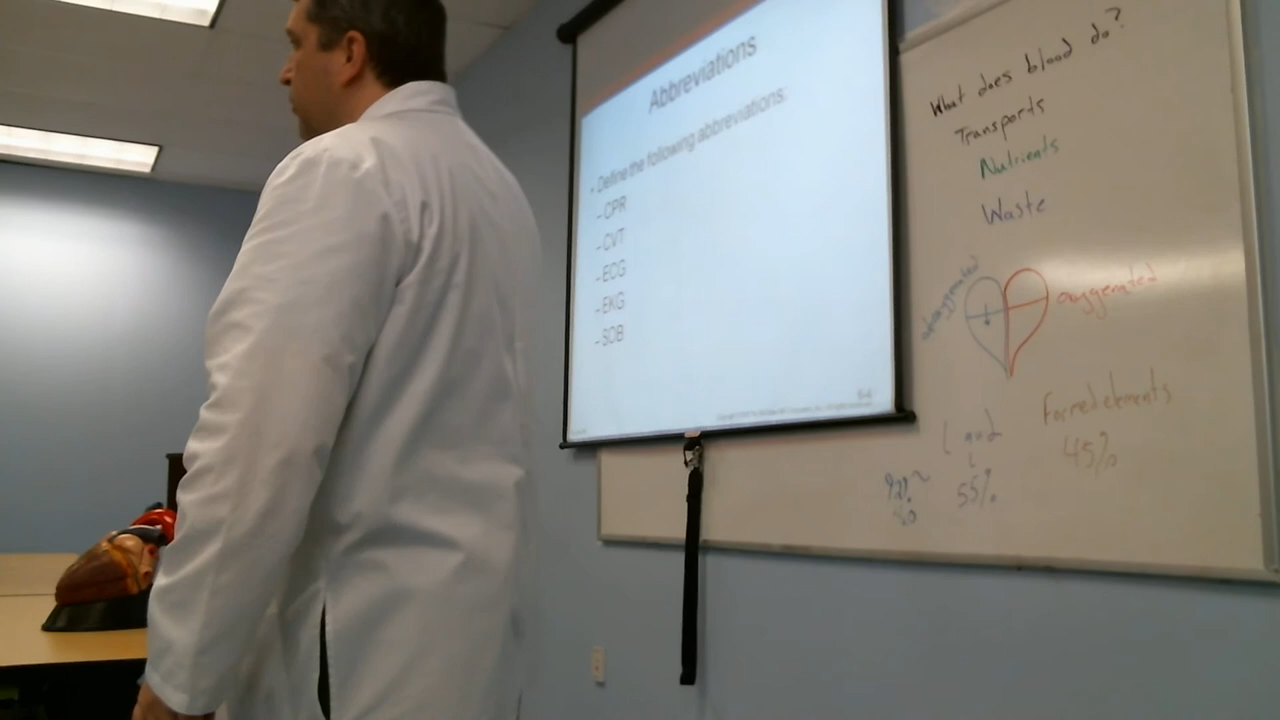 Abbreviations
• Define the following abbreviations:
– CPR
– CVT
– ECG
– EKG
– SOB
What does blood do?
Transports
Nutrients
Waste
oxygenated
Formed elements
45%
55%